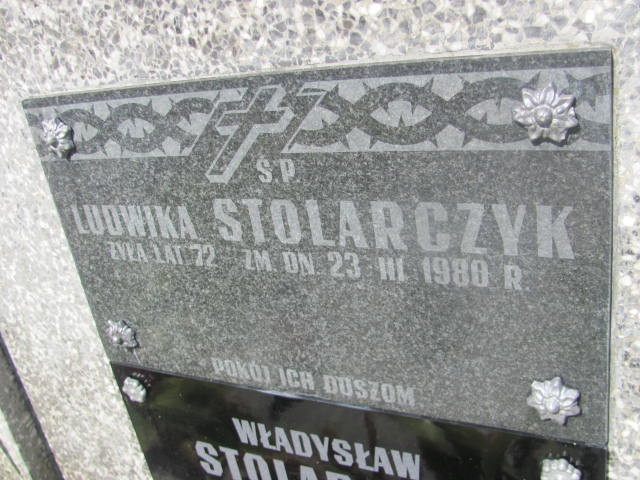 Ś P
LUDWIKA STOLARCZYK
ŻYŁA LAT 72 ZM. DN. 23 III 1980 R.
POKÓJ ICH DUSZOM
WŁADYSŁAW